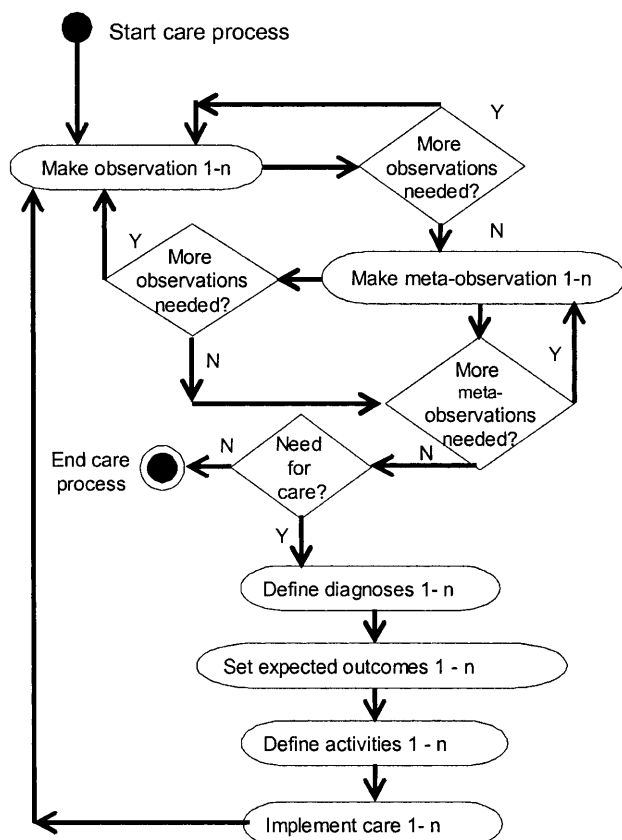 Start care process
Y
More
observations
needed?
Make observation 1-n
N
Y
More
observations
needed?
Make meta-observation 1-n
N
Y
More
meta-
observations
needed?
N
N
Need
for
care?
End care
process
Y
Define diagnoses 1- n
Set expected outcomes 1 - n
Define activities 1 - n
Implement care 1- n